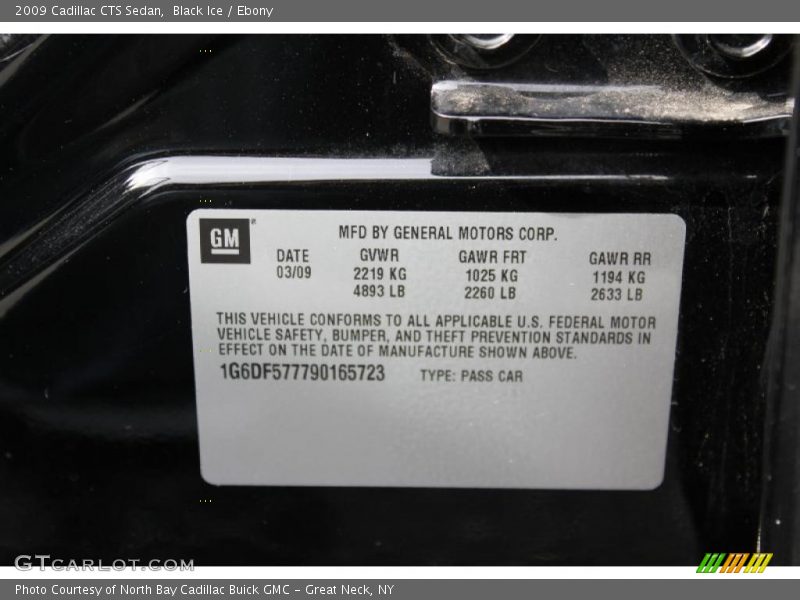 2009 Cadillac CTS Sedan, Black Ice / Ebony
GM
MFD BY GENERAL MOTORS CORP.
DATE GVWR GAWR FRT GAWR RR
03/09 2219 KG 1025 KG 1194 KG
4893 LB 2260 LB 2633 LB
THIS VEHICLE CONFORMS TO ALL APPLICABLE U.S. FEDERAL MOTOR
VEHICLE SAFETY, BUMPER, AND THEFT PREVENTION STANDARDS IN
EFFECT ON THE DATE OF MANUFACTURE SHOWN ABOVE.
1G6DF577790165723 TYPE: PASS CAR
GTCARLOT.COM
Photo Courtesy of North Bay Cadillac Buick GMC - Great Neck, NY